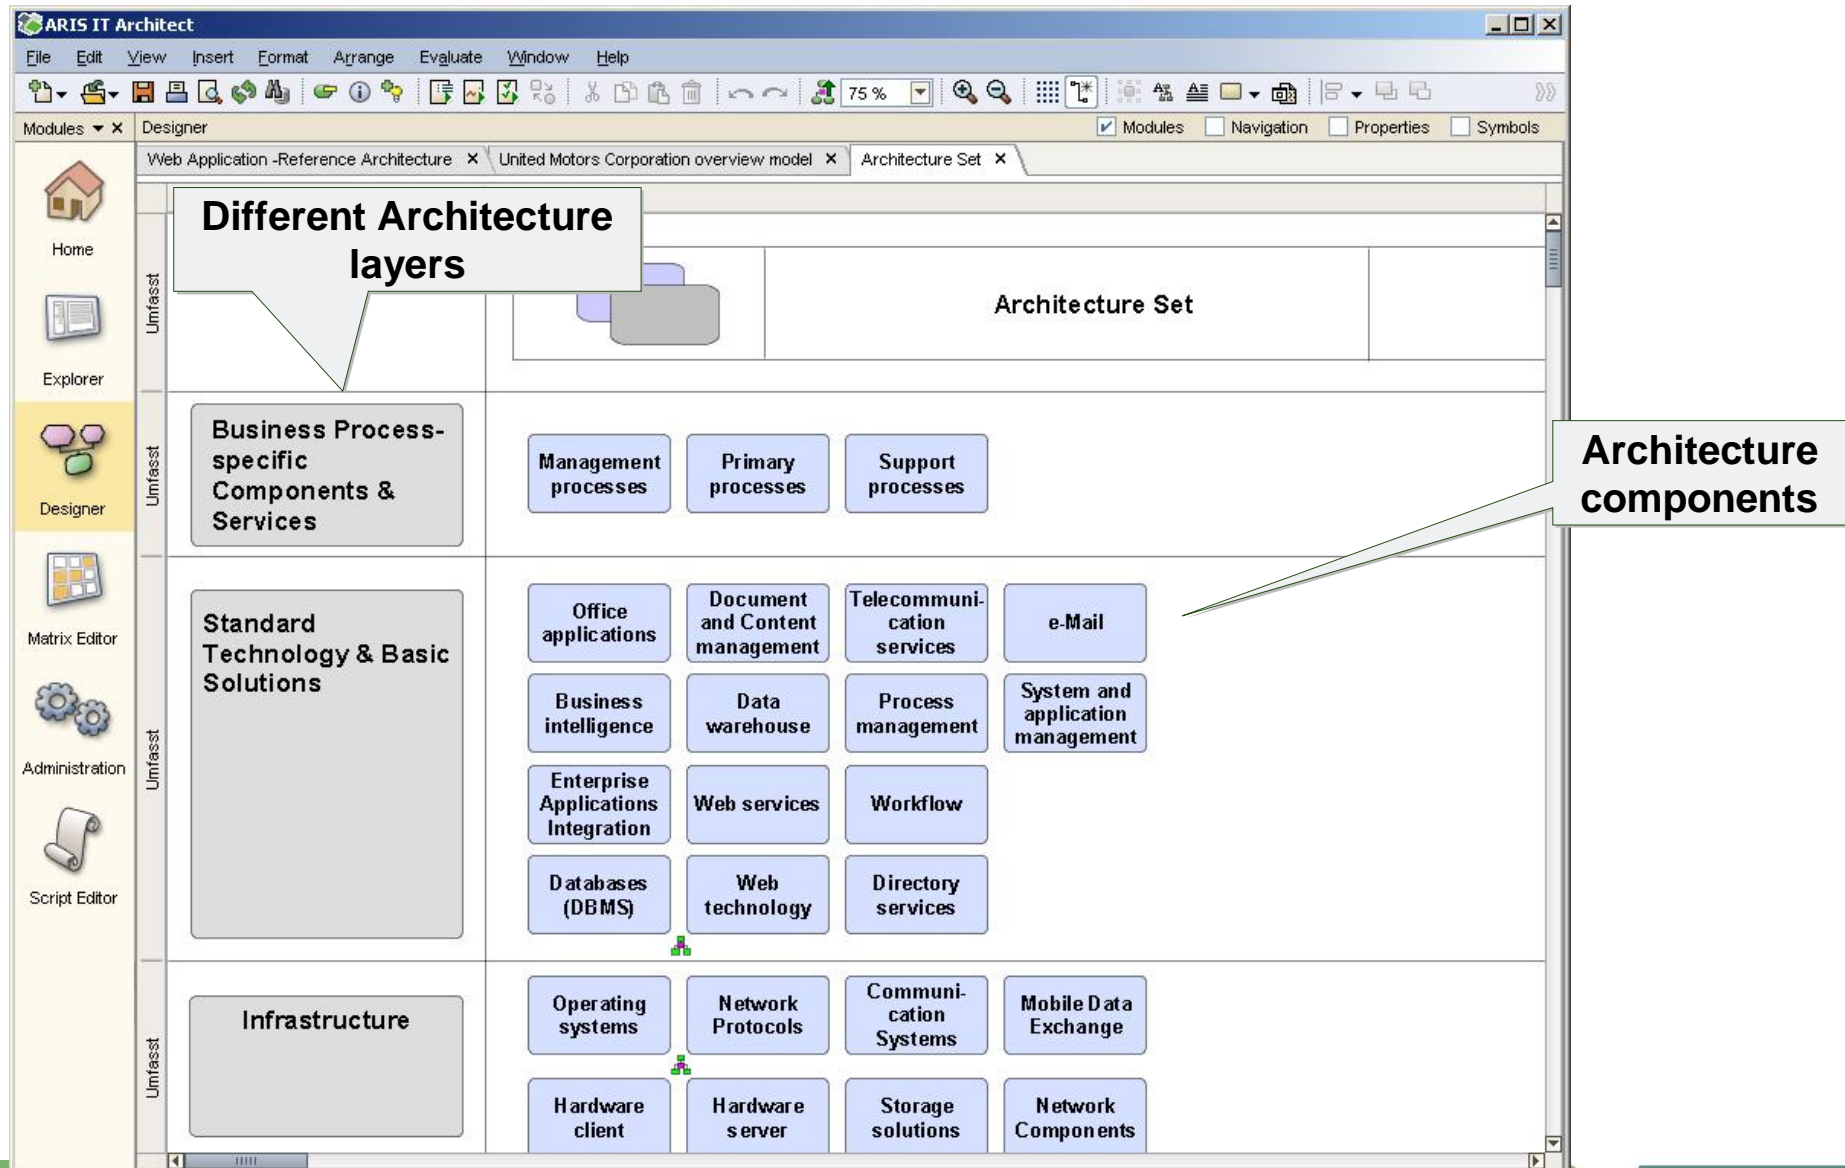 ARIS IT Architect
File Edit View Insert Format Arrange Evaluate Window Help
75 %
Modules Designer Modules Navigation Properties Symbols
Web Application -Reference Architecture United Motors Corporation overview model Architecture Set
Different Architecture
layers
Home
Explorer
Designer
Matrix Editor
Administration
Script Editor
Umfasst
Architecture Set
Umfasst
Business Process-
specific
Components &
Services
Management
processes
Primary
processes
Support
processes
Architecture
components
Umfasst
Standard
Technology & Basic
Solutions
Office
applications
Document
and Content
management
Telecommuni-
cation
services
e-Mail
Business
intelligence
Data
warehouse
Process
management
System and
application
management
Enterprise
Applications
Integration
Web services
Workflow
Databases
(DBMS)
Web
technology
Directory
services
Umfasst
Infrastructure
Operating
systems
Network
Protocols
Communi-
cation
Systems
Mobile Data
Exchange
Hardware
client
Hardware
server
Storage
solutions
Network
Components